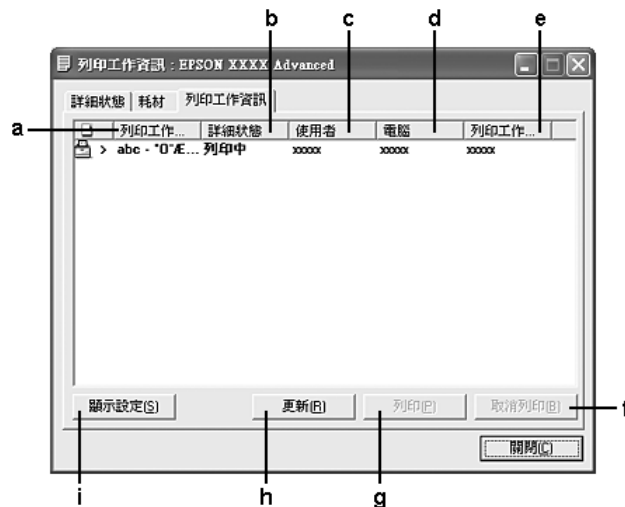 b c d e
列印工作資訊 : EPSON XXXX Advanced
詳細狀態 耗材 列印工作資訊
a 列印工作... 詳細狀態 使用者 電腦 列印工作...
> abc - "O"Æ... 列印中 xxxxx xxxxx xxxxx
顯示設定(S) 更新(R) 列印(P) 取消列印(B) f
關閉(C)
i h g